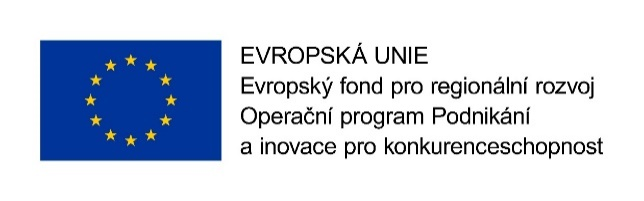 EVROPSKÁ UNIE
Evropský fond pro regionální rozvoj
Operační program Podnikání
a inovace pro konkurenceschopnost